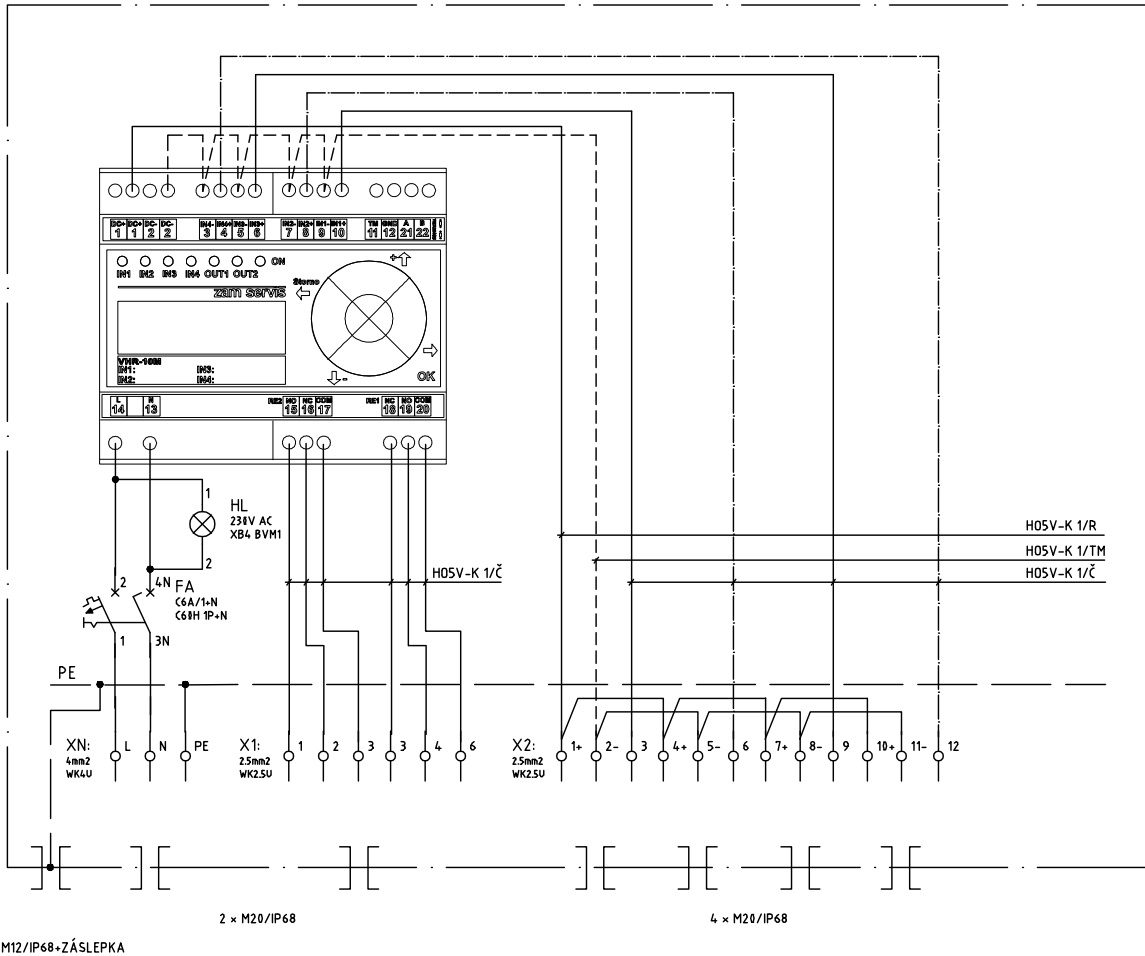 DC+ DC+ DC- DC- IN4- IN4+ IN3- IN3+ IN2- IN2+ IN1- IN1+ TM GND A B
1 1 2 2 3 4 5 6 7 8 9 10 11 12 21 22
ON
IN1 IN2 IN3 IN4 OUT1 OUT2
+
Storno
zam servis
VHR-10M
IN1: IN3:
IN2: IN4:
-
OK
L N RE2 NO NC COM RE1 NC NO COM
14 13 15 16 17 18 19 20
1
HL
230V AC
XB4 BVM1
2
H05V-K 1/R
H05V-K 1/TM
H05V-K 1/Č
H05V-K 1/Č
2 4N FA
C6A/1+N
C60H 1P+N
1 3N
PE
XN: L N PE
4mm2
WK4U
X1: 1 2 3 3 4 6
2.5mm2
WK2.5U
X2: 1+ 2- 3 4+ 5- 6 7+ 8- 9 10+ 11- 12
2.5mm2
WK2.5U
2 × M20/IP68
4 × M20/IP68
M12/IP68+ZÁSLEPKA